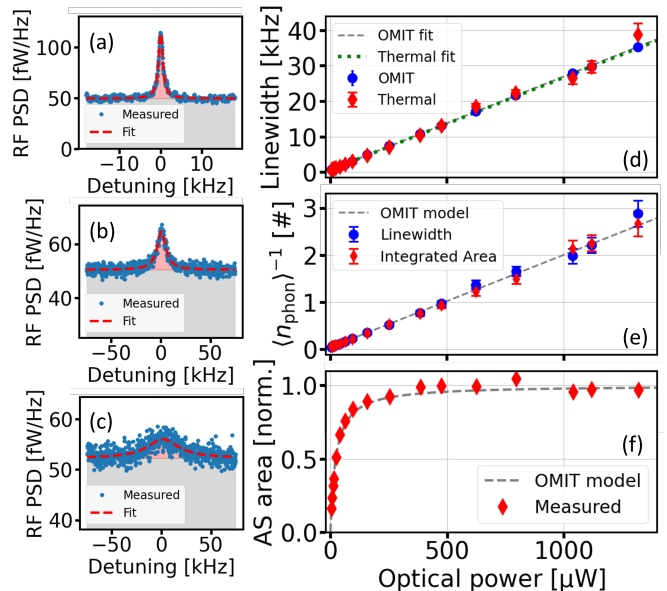 (a)
RF PSD [fW/Hz]
100
50
0
Measured
Fit
−10
0
10
Detuning [kHz]
(b)
RF PSD [fW/Hz]
60
40
Measured
Fit
−50
0
50
Detuning [kHz]
(c)
RF PSD [fW/Hz]
60
50
40
Measured
Fit
−50
0
50
Detuning [kHz]
Linewidth [kHz]
40
30
20
10
0
OMIT fit
Thermal fit
OMIT
Thermal
(d)
⟨n_phon⟩⁻¹ [#]
3
2
1
0
OMIT model
Linewidth
Integrated Area
(e)
AS area [norm.]
1.0
0.5
0.0
OMIT model
Measured
(f)
0
500
1000
Optical power [µW]